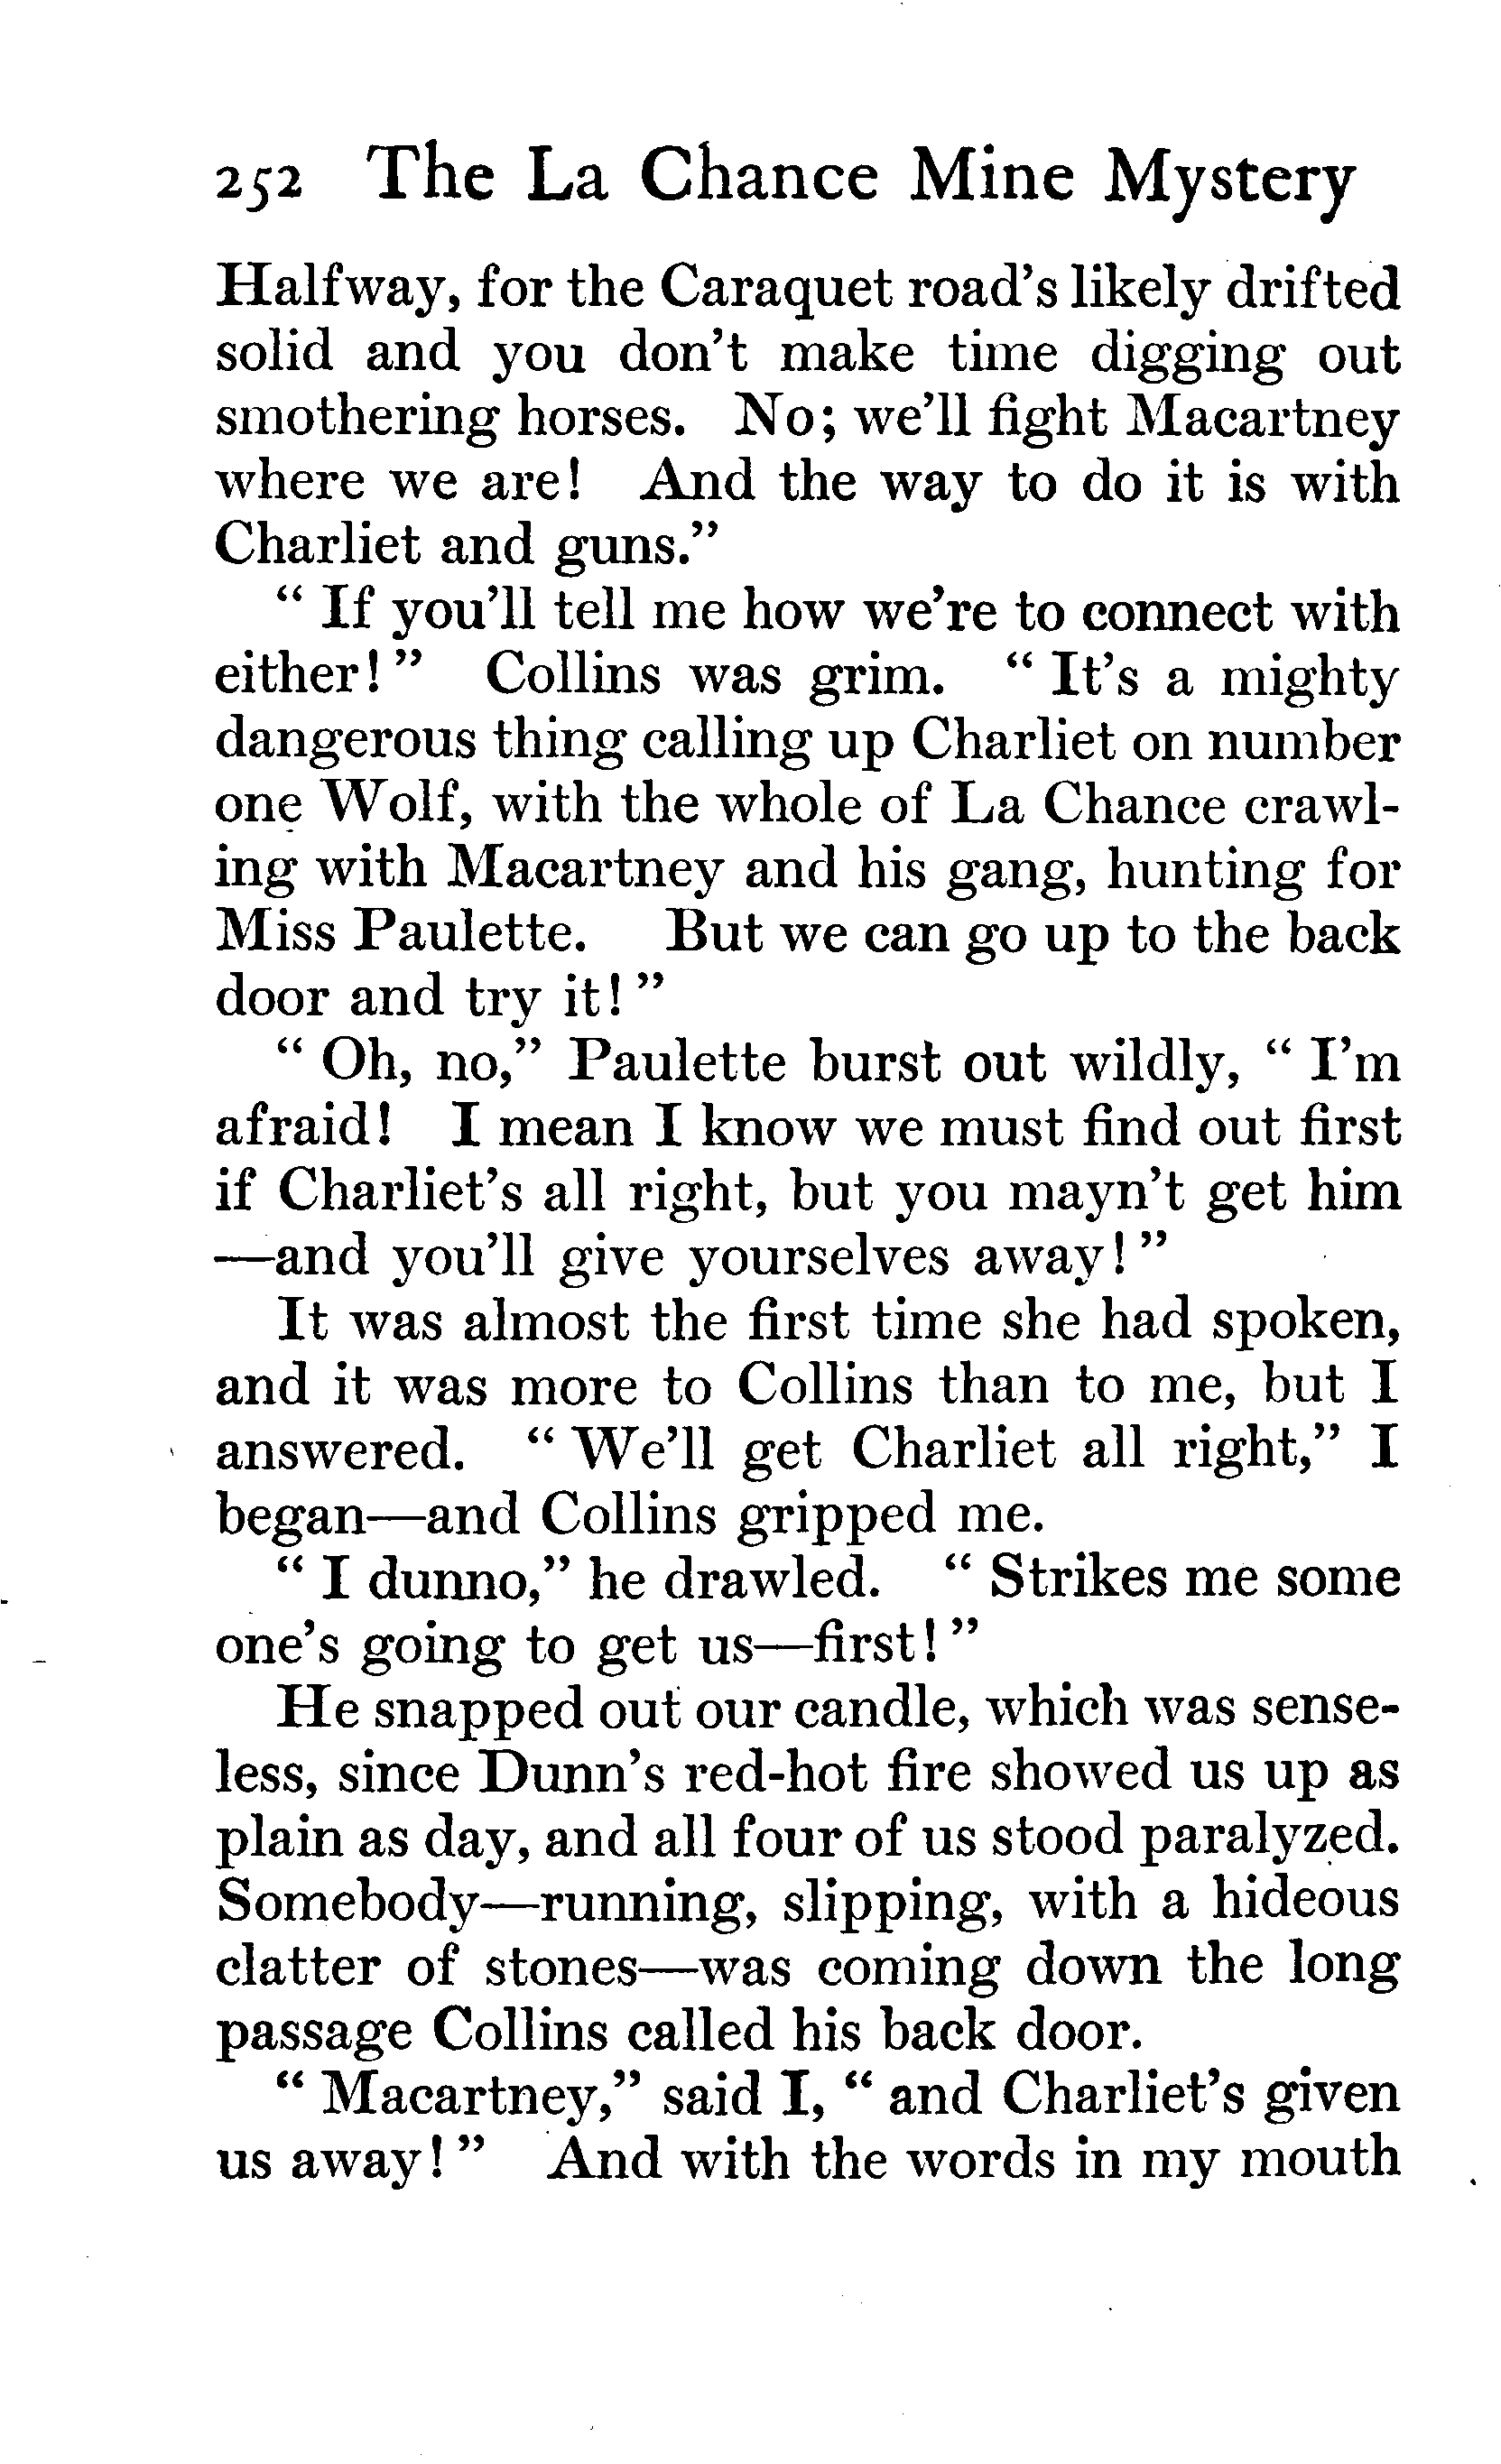 252 The La Chance Mine Mystery
Halfway, for the Caraquet road's likely drifted
solid and you don't make time digging out
smothering horses. No; we'll fight Macartney
where we are! And the way to do it is with
Charliet and guns."
" If you'll tell me how we're to connect with
either! " Collins was grim. " It's a mighty
dangerous thing calling up Charliet on number
one Wolf, with the whole of La Chance crawl-
ing with Macartney and his gang, hunting for
Miss Paulette. But we can go up to the back
door and try it! "
" Oh, no," Paulette burst out wildly, " I'm
afraid! I mean I know we must find out first
if Charliet's all right, but you mayn't get him
—and you'll give yourselves away! "
It was almost the first time she had spoken,
and it was more to Collins than to me, but I
answered. " We'll get Charliet all right," I
began—and Collins gripped me.
" I dunno," he drawled. " Strikes me some
one's going to get us—first! "
He snapped out our candle, which was sense-
less, since Dunn's red-hot fire showed us up as
plain as day, and all four of us stood paralyzed.
Somebody—running, slipping, with a hideous
clatter of stones—was coming down the long
passage Collins called his back door.
" Macartney," said I, " and Charliet's given
us away! " And with the words in my mouth